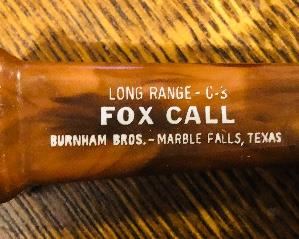 LONG RANGE - C-3
FOX CALL
BURNHAM BROS. - MARBLE FALLS, TEXAS